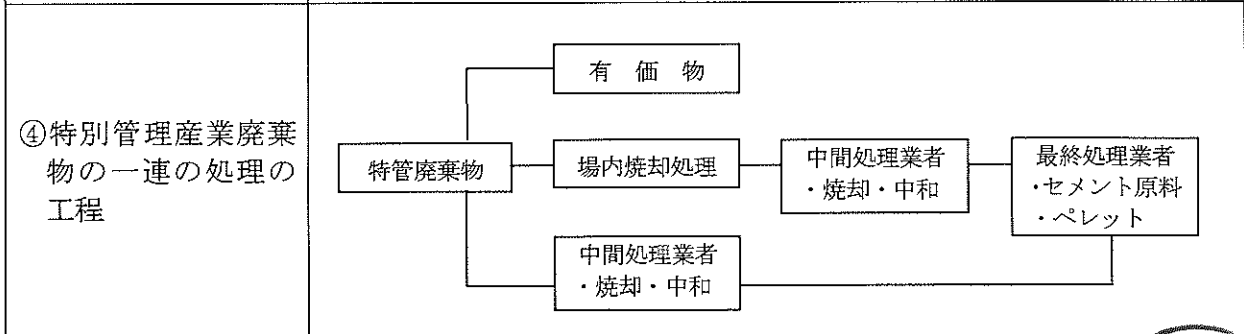 ④特別管理産業廃棄
物の一連の処理の
工程
有価物
特管廃棄物
場内焼却処理
中間処理業者
・焼却・中和
最終処理業者
・セメント原料
・ペレット
中間処理業者
・焼却・中和